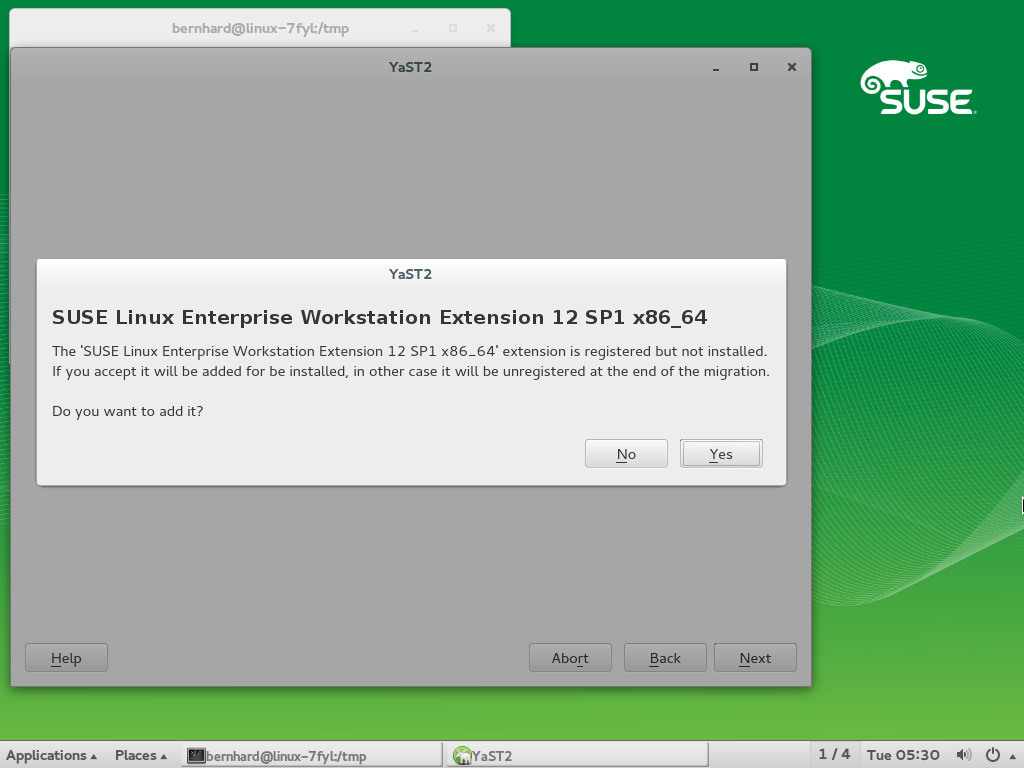 bernhard@linux-7fyl:/tmp
YaST2
SUSE
YaST2
SUSE Linux Enterprise Workstation Extension 12 SP1 x86_64
The 'SUSE Linux Enterprise Workstation Extension 12 SP1 x86_64' extension is registered but not installed.
If you accept it will be added for be installed, in other case it will be unregistered at the end of the migration.
Do you want to add it?
No Yes
Help Abort Back Next
Applications Places bernhard@linux-7fyl:/tmp YaST2 1 / 4 Tue 05:30